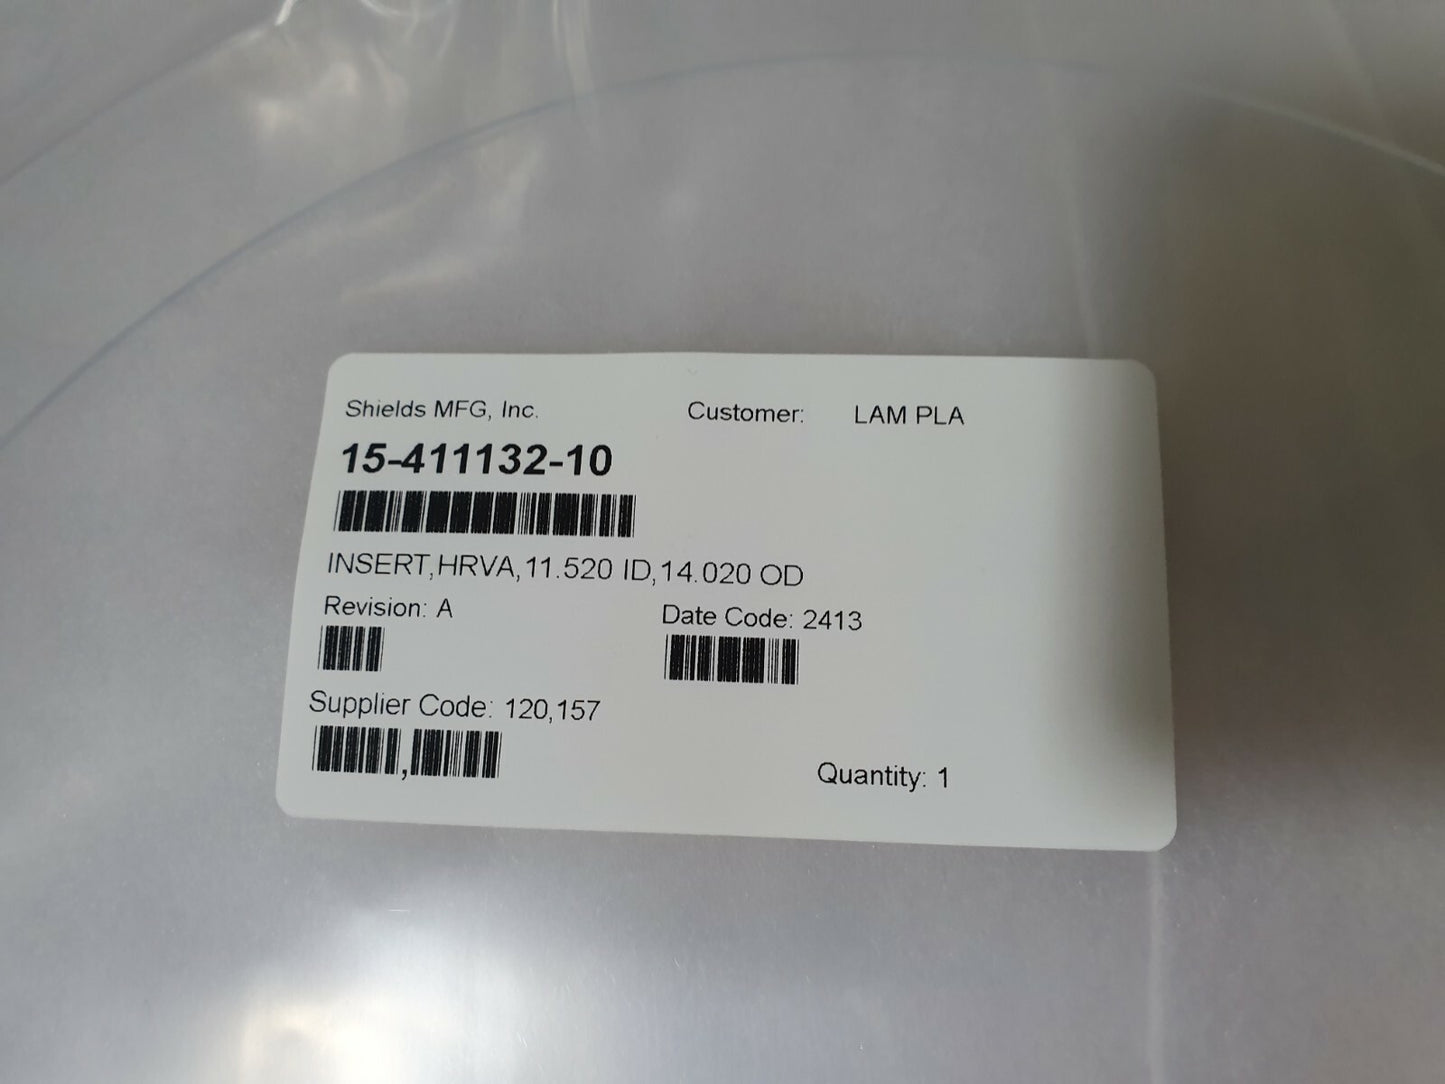 Shields MFG, Inc. Customer: LAM PLA
15-411132-10
INSERT,HRVA,11.520 ID,14.020 OD
Revision: A Date Code: 2413
Supplier Code: 120,157
,
Quantity: 1